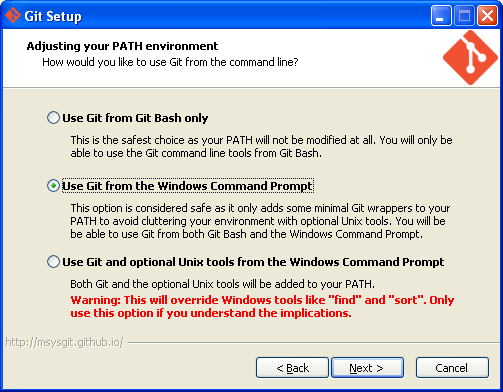 Git Setup
Adjusting your PATH environment
How would you like to use Git from the command line?
Use Git from Git Bash only
This is the safest choice as your PATH will not be modified at all. You will only be
able to use the Git command line tools from Git Bash.
Use Git from the Windows Command Prompt
This option is considered safe as it only adds some minimal Git wrappers to your
PATH to avoid cluttering your environment with optional Unix tools. You will be
be able to use Git from both Git Bash and the Windows Command Prompt.
Use Git and optional Unix tools from the Windows Command Prompt
Both Git and the optional Unix tools will be added to your PATH.
Warning: This will override Windows tools like "find" and "sort". Only
use this option if you understand the implications.
http://msysgit.github.io/
< Back
Next >
Cancel